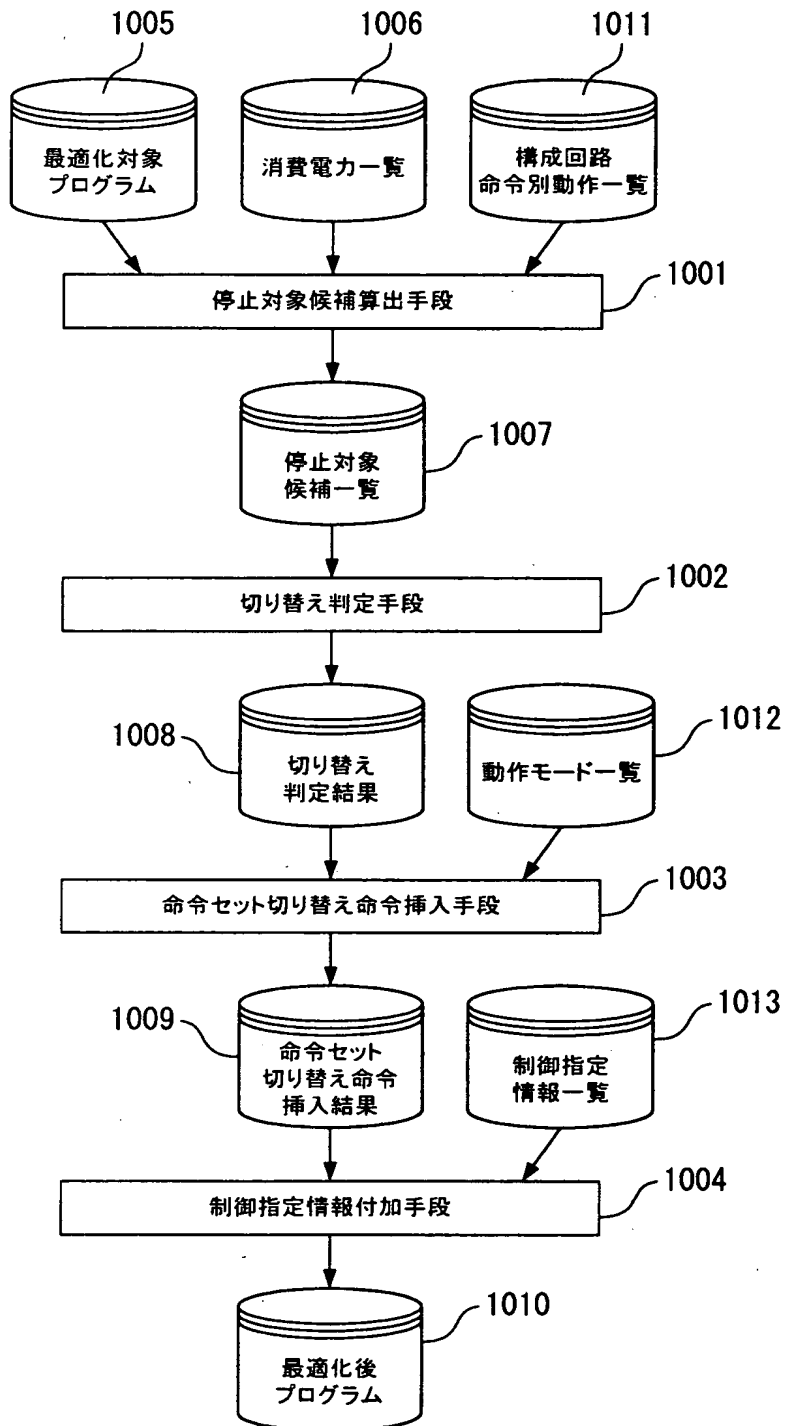 1005
1006
1011
最適化対象
プログラム
消費電力一覧
構成回路
命令別動作一覧
1001
停止対象候補算出手段
1007
停止対象
候補一覧
1002
切り替え判定手段
1008
切り替え
判定結果
1012
動作モード一覧
1003
命令セット切り替え命令挿入手段
1009
命令セット
切り替え命令
挿入結果
1013
制御指定
情報一覧
1004
制御指定情報付加手段
1010
最適化後
プログラム